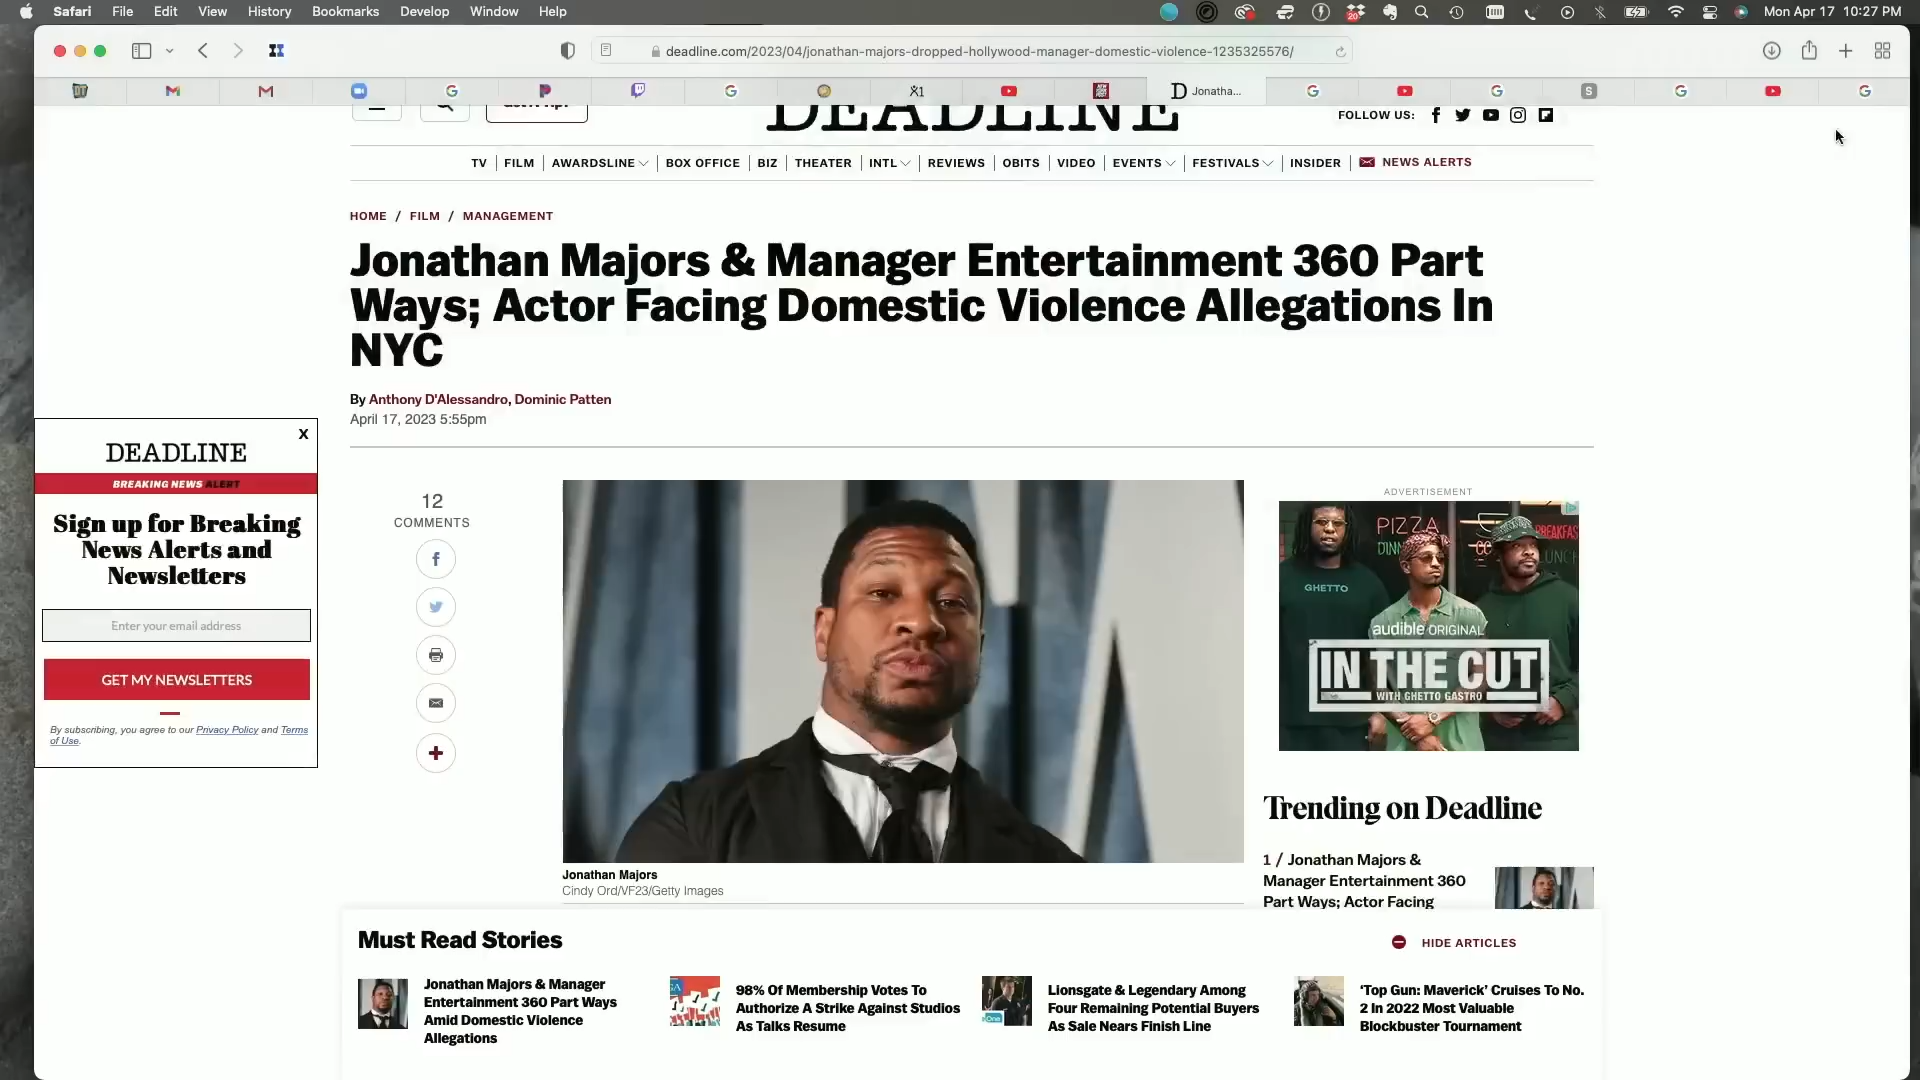 Safari File Edit View History Bookmarks Develop Window Help
20
Mon Apr 17 10:27 PM
deadline.com/2023/04/jonathan-majors-dropped-hollywood-manager-domestic-violence-1235325576/
Jonatha...
S
DEADLINE
FOLLOW US:
TV FILM AWARDSLINE BOX OFFICE BIZ THEATER INTL REVIEWS OBITS VIDEO EVENTS FESTIVALS INSIDER NEWS ALERTS
HOME / FILM / MANAGEMENT
Jonathan Majors & Manager Entertainment 360 Part
Ways; Actor Facing Domestic Violence Allegations In
NYC
By Anthony D'Alessandro, Dominic Patten
April 17, 2023 5:55pm
X
DEADLINE
BREAKING NEWS ALERT
Sign up for Breaking
News Alerts and
Newsletters
Enter your email address
GET MY NEWSLETTERS
By subscribing, you agree to our Privacy Policy and Terms
of Use.
12
COMMENTS
Jonathan Majors
Cindy Ord/VF23/Getty Images
ADVERTISEMENT
PIZZA
BREAKFAS
GHETTO
audible ORIGINAL
IN THE CUT
WITH GHETTO GASTRO
Trending on Deadline
1 / Jonathan Majors &
Manager Entertainment 360
Part Ways; Actor Facing
Must Read Stories
HIDE ARTICLES
Jonathan Majors & Manager
Entertainment 360 Part Ways
Amid Domestic Violence
Allegations
98% Of Membership Votes To
Authorize A Strike Against Studios
As Talks Resume
Lionsgate & Legendary Among
Four Remaining Potential Buyers
As Sale Nears Finish Line
‘Top Gun: Maverick’ Cruises To No.
2 In 2022 Most Valuable
Blockbuster Tournament